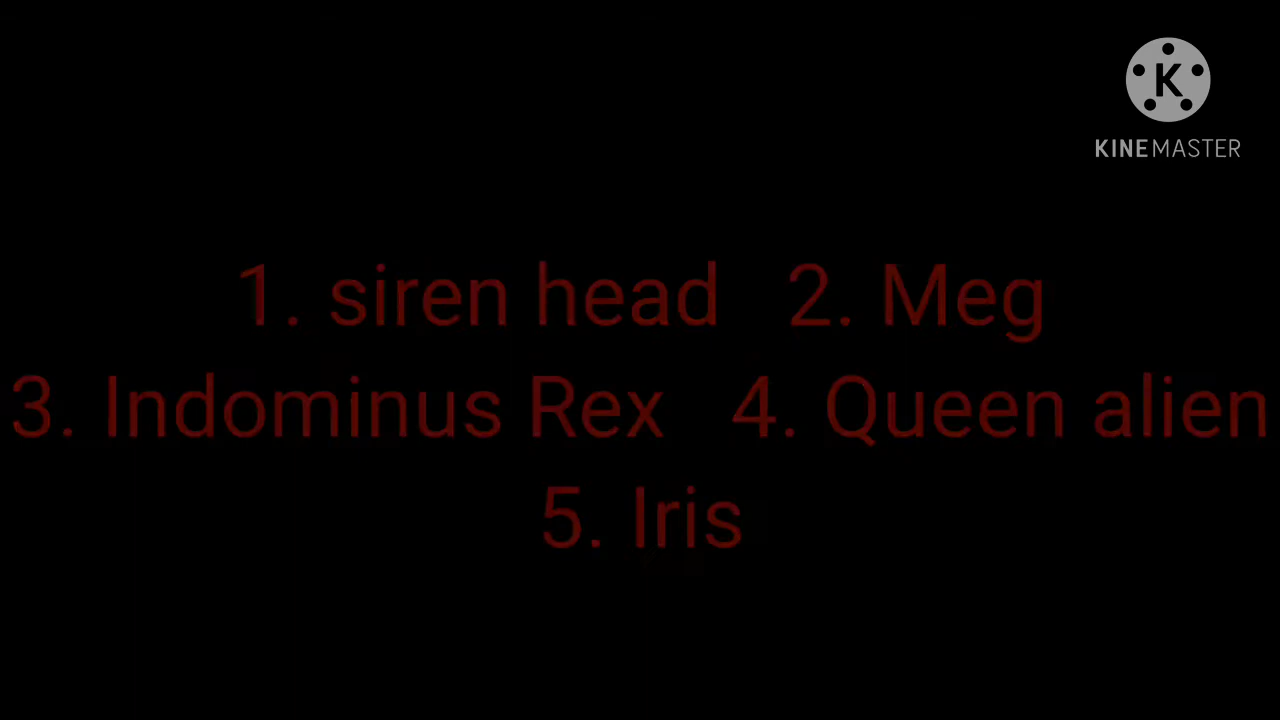 K
KINEMASTER
1. siren head 2. Meg
3. Indominus Rex 4. Queen alien
5. Iris